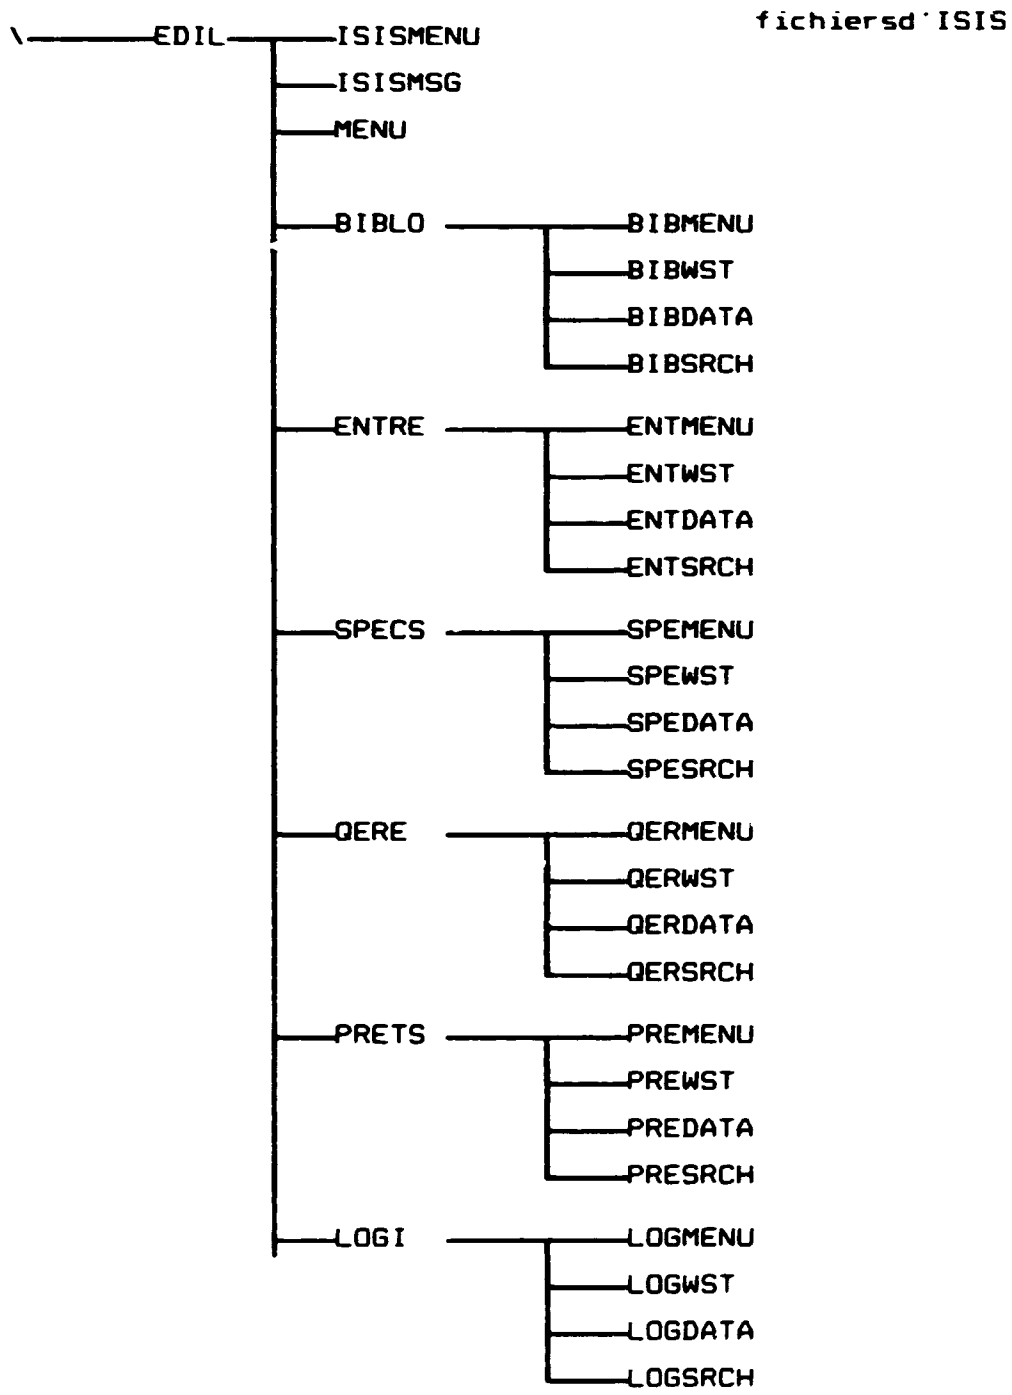 fichiersd'ISIS
\ EDIL ISISMENU
ISISMSG
MENU
BIBLO BIBMENU
BIBWST
BIBDATA
BIBSRCH
ENTRE ENTMENU
ENTWST
ENTDATA
ENTSRCH
SPECS SPEMENU
SPEWST
SPEDATA
SPESRCH
QERE QERMENU
QERWST
QERDATA
QERSRCH
PRETS PREMENU
PREWST
PREDATA
PRESRCH
LOGI LOGMENU
LOGWST
LOGDATA
LOGSRCH